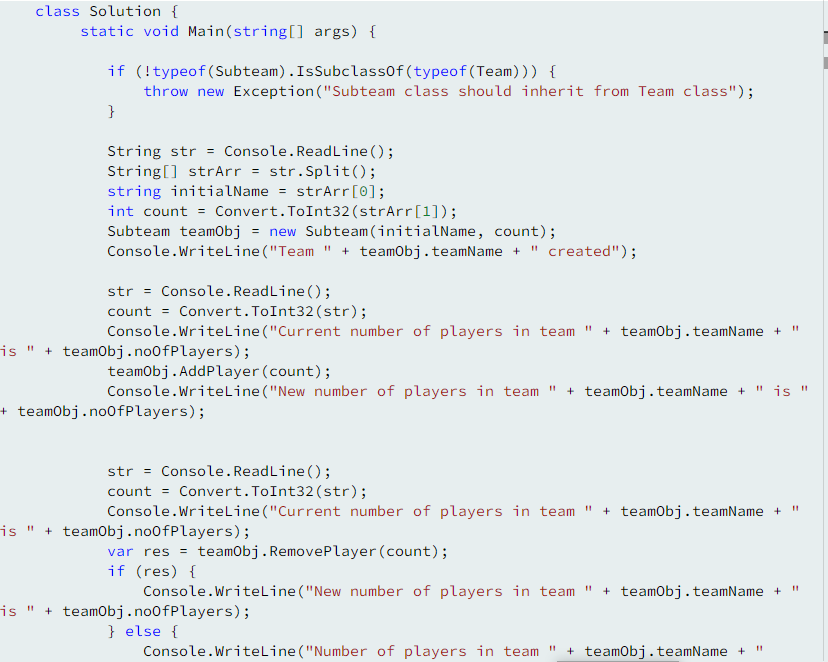 class Solution {
static void Main(string[] args) {
if (!typeof(Subteam).IsSubclassOf(typeof(Team))) {
throw new Exception("Subteam class should inherit from Team class");
}
String str = Console.ReadLine();
String[] strArr = str.Split();
string initialName = strArr[0];
int count = Convert.ToInt32(strArr[1]);
Subteam teamObj = new Subteam(initialName, count);
Console.WriteLine("Team " + teamObj.teamName + " created");
str = Console.ReadLine();
count = Convert.ToInt32(str);
Console.WriteLine("Current number of players in team " + teamObj.teamName + "
is " + teamObj.noOfPlayers);
teamObj.AddPlayer(count);
Console.WriteLine("New number of players in team " + teamObj.teamName + " is "
+ teamObj.noOfPlayers);
str = Console.ReadLine();
count = Convert.ToInt32(str);
Console.WriteLine("Current number of players in team " + teamObj.teamName + "
is " + teamObj.noOfPlayers);
var res = teamObj.RemovePlayer(count);
if (res) {
Console.WriteLine("New number of players in team " + teamObj.teamName + "
is " + teamObj.noOfPlayers);
} else {
Console.WriteLine("Number of players in team " + teamObj.teamName + "